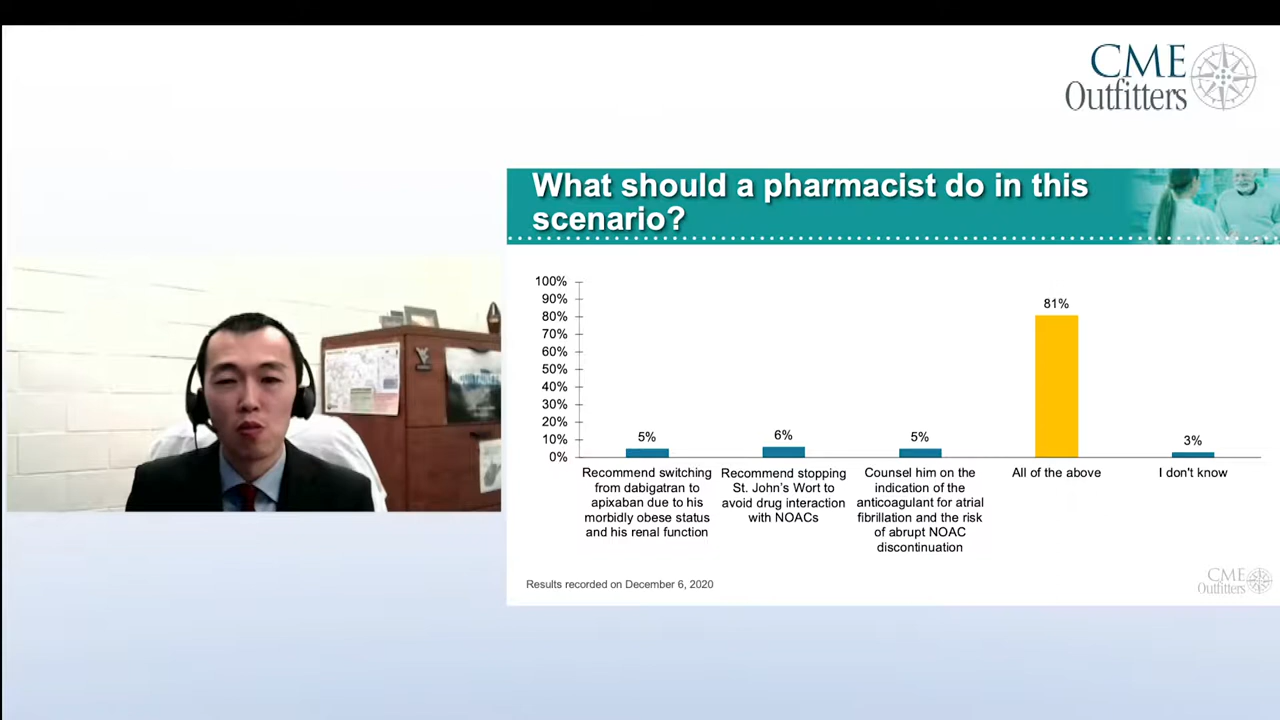 CME
Outfitters
What should a pharmacist do in this
scenario?
100%
90%
80%
70%
60%
50%
40%
30%
20%
10%
0%
5%
6%
5%
81%
3%
Recommend switching
from dabigatran to
apixaban due to his
morbidly obese status
and his renal function
Recommend stopping
St. John's Wort to
avoid drug interaction
with NOACs
Counsel him on the
indication of the
anticoagulant for atrial
fibrillation and the risk
of abrupt NOAC
discontinuation
All of the above
I don't know
Results recorded on December 6, 2020
CME
Outfitters